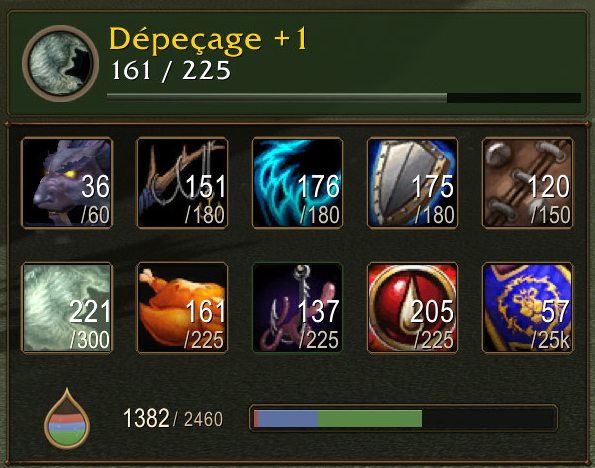 Dépeçage +1
161 / 225
36 151 176 175 120
/60 /180 /180 /180 /150
221 161 137 205 57
/300 /225 /225 /225 /25k
1382 / 2460